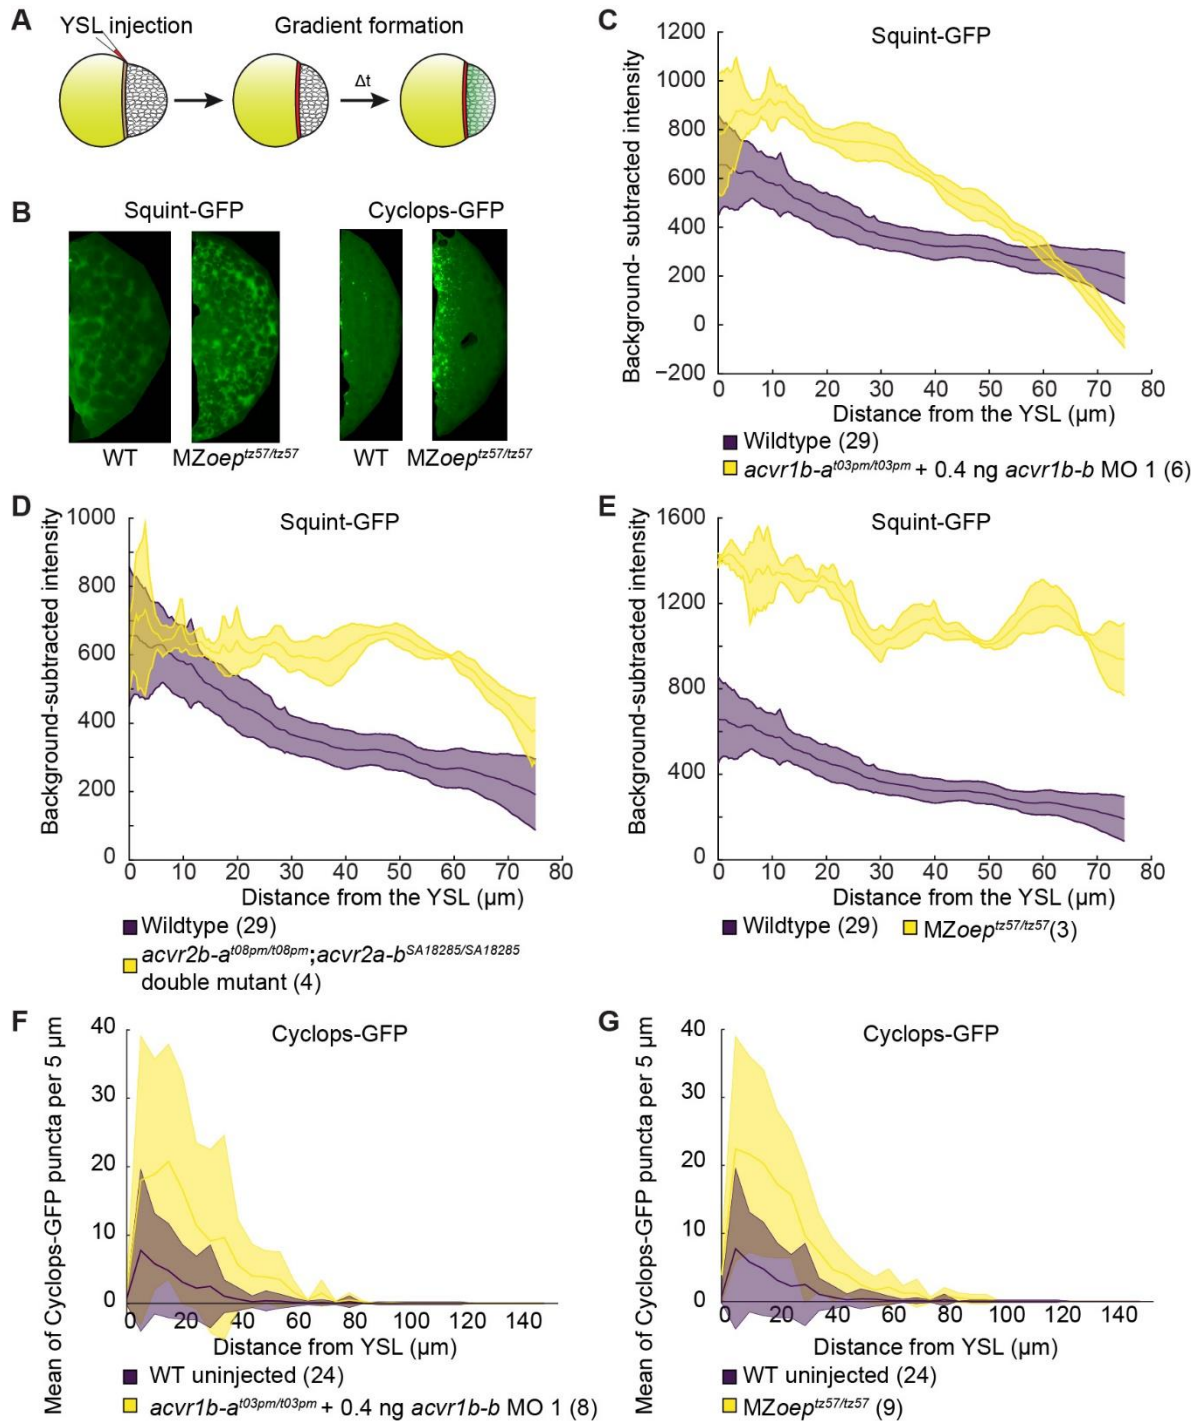 A
YSL injection
Gradient formation
Δt
B
Squint-GFP
Cyclops-GFP
WT
MZoep^tz57/tz57
WT
MZoep^tz57/tz57
C
Squint-GFP
Background- subtracted intensity
1200
1000
800
600
400
200
0
−200
0 10 20 30 40 50 60 70 80
Distance from the YSL (µm)
Wildtype (29)
acvr1b-a^t03pm/t03pm + 0.4 ng acvr1b-b MO 1 (6)
D
Squint-GFP
Background-subtracted intensity
1000
800
600
400
200
0
0 10 20 30 40 50 60 70 80
Distance from the YSL (µm)
Wildtype (29)
acvr2b-a^t08pm/t08pm;acvr2a-b^SA18285/SA18285
double mutant (4)
E
Squint-GFP
Background-subtracted intensity
1600
1200
800
400
0
0 10 20 30 40 50 60 70 80
Distance from the YSL (µm)
Wildtype (29) MZoep^tz57/tz57(3)
F
Cyclops-GFP
Mean of Cyclops-GFP puncta per 5 µm
40
30
20
10
0
0 20 40 60 80 100 120 140
Distance from YSL (µm)
WT uninjected (24)
acvr1b-a^t03pm/t03pm + 0.4 ng acvr1b-b MO 1 (8)
G
Cyclops-GFP
Mean of Cyclops-GFP puncta per 5 µm
40
30
20
10
0
0 20 40 60 80 100 120 140
Distance from YSL (µm)
WT uninjected (24)
MZoep^tz57/tz57 (9)